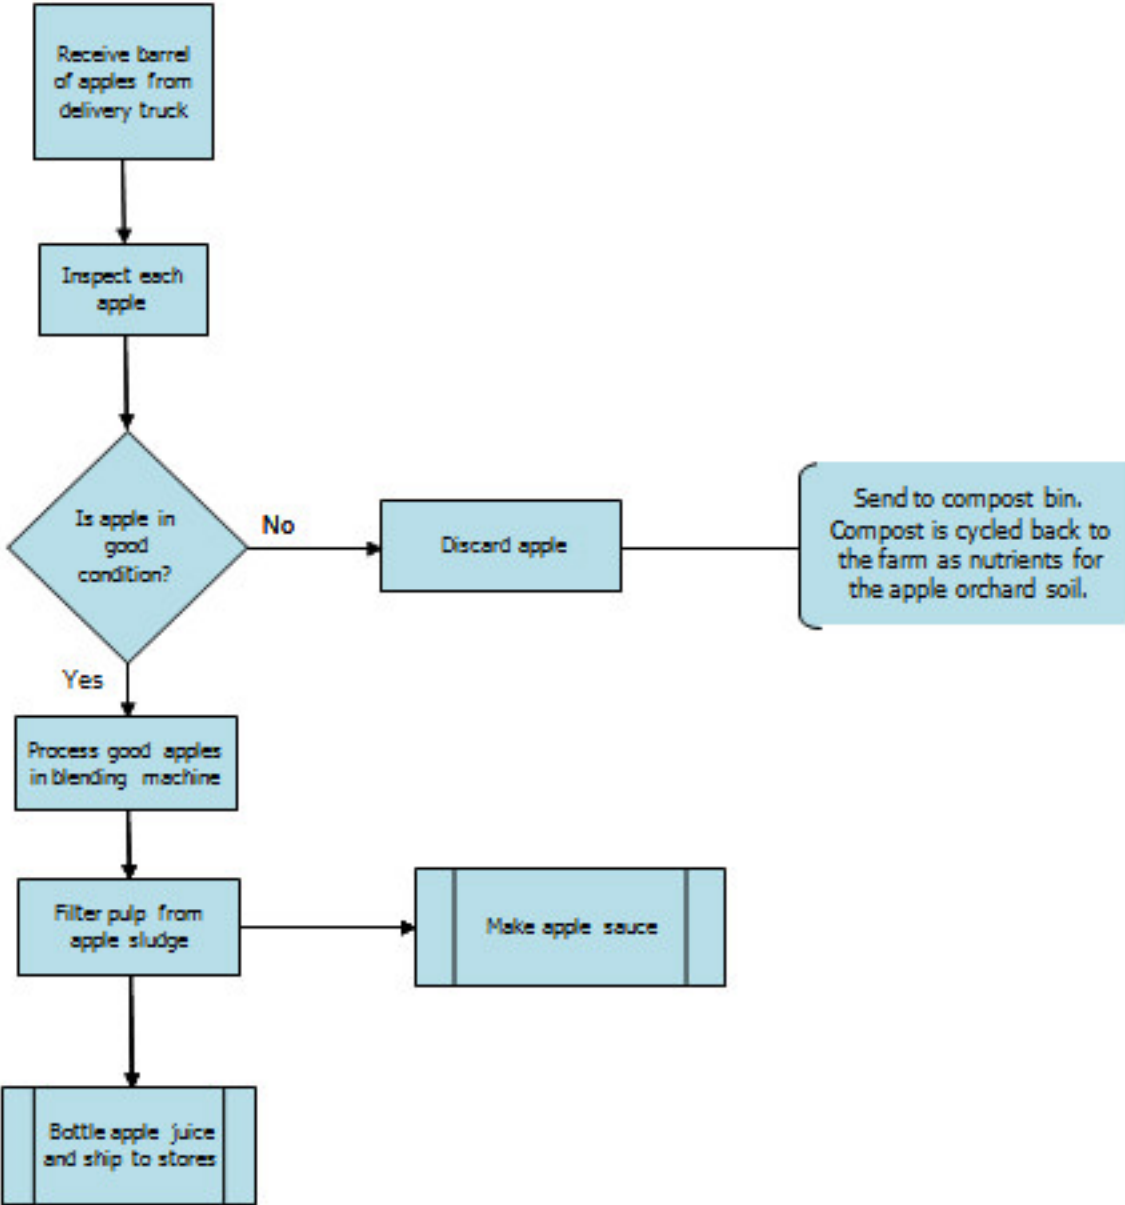 Receive barrel
of apples from
delivery truck
Inspect each
apple
Is apple in
good
condition?
No
Discard apple
Send to compost bin.
Compost is cycled back to
the farm as nutrients for
the apple orchard soil.
Yes
Process good apples
in blending machine
Filter pulp from
apple sludge
Make apple sauce
Bottle apple juice
and ship to stores